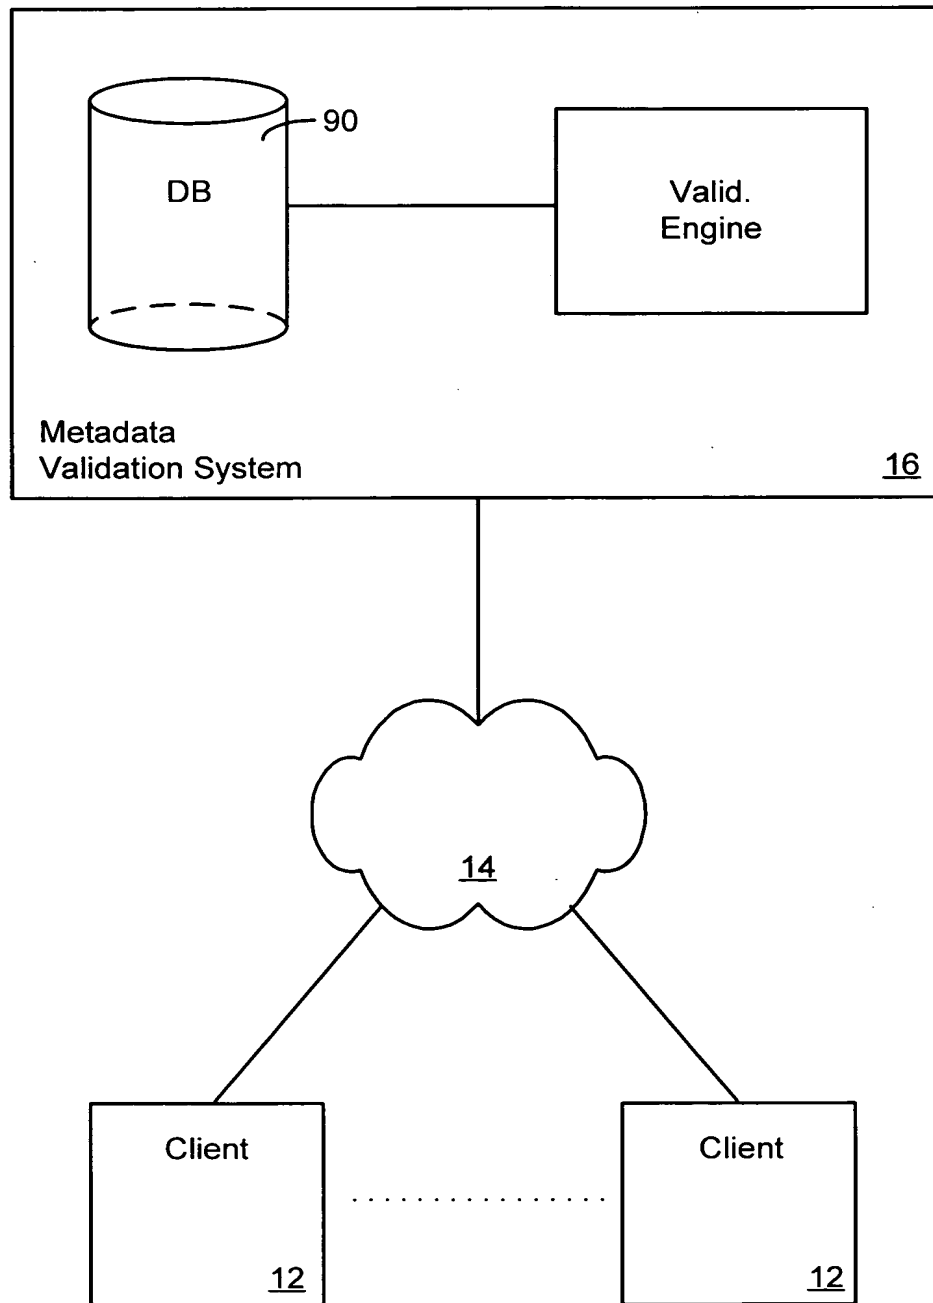 90
DB
Valid.
Engine
Metadata
Validation System
16
14
Client
Client
12
12